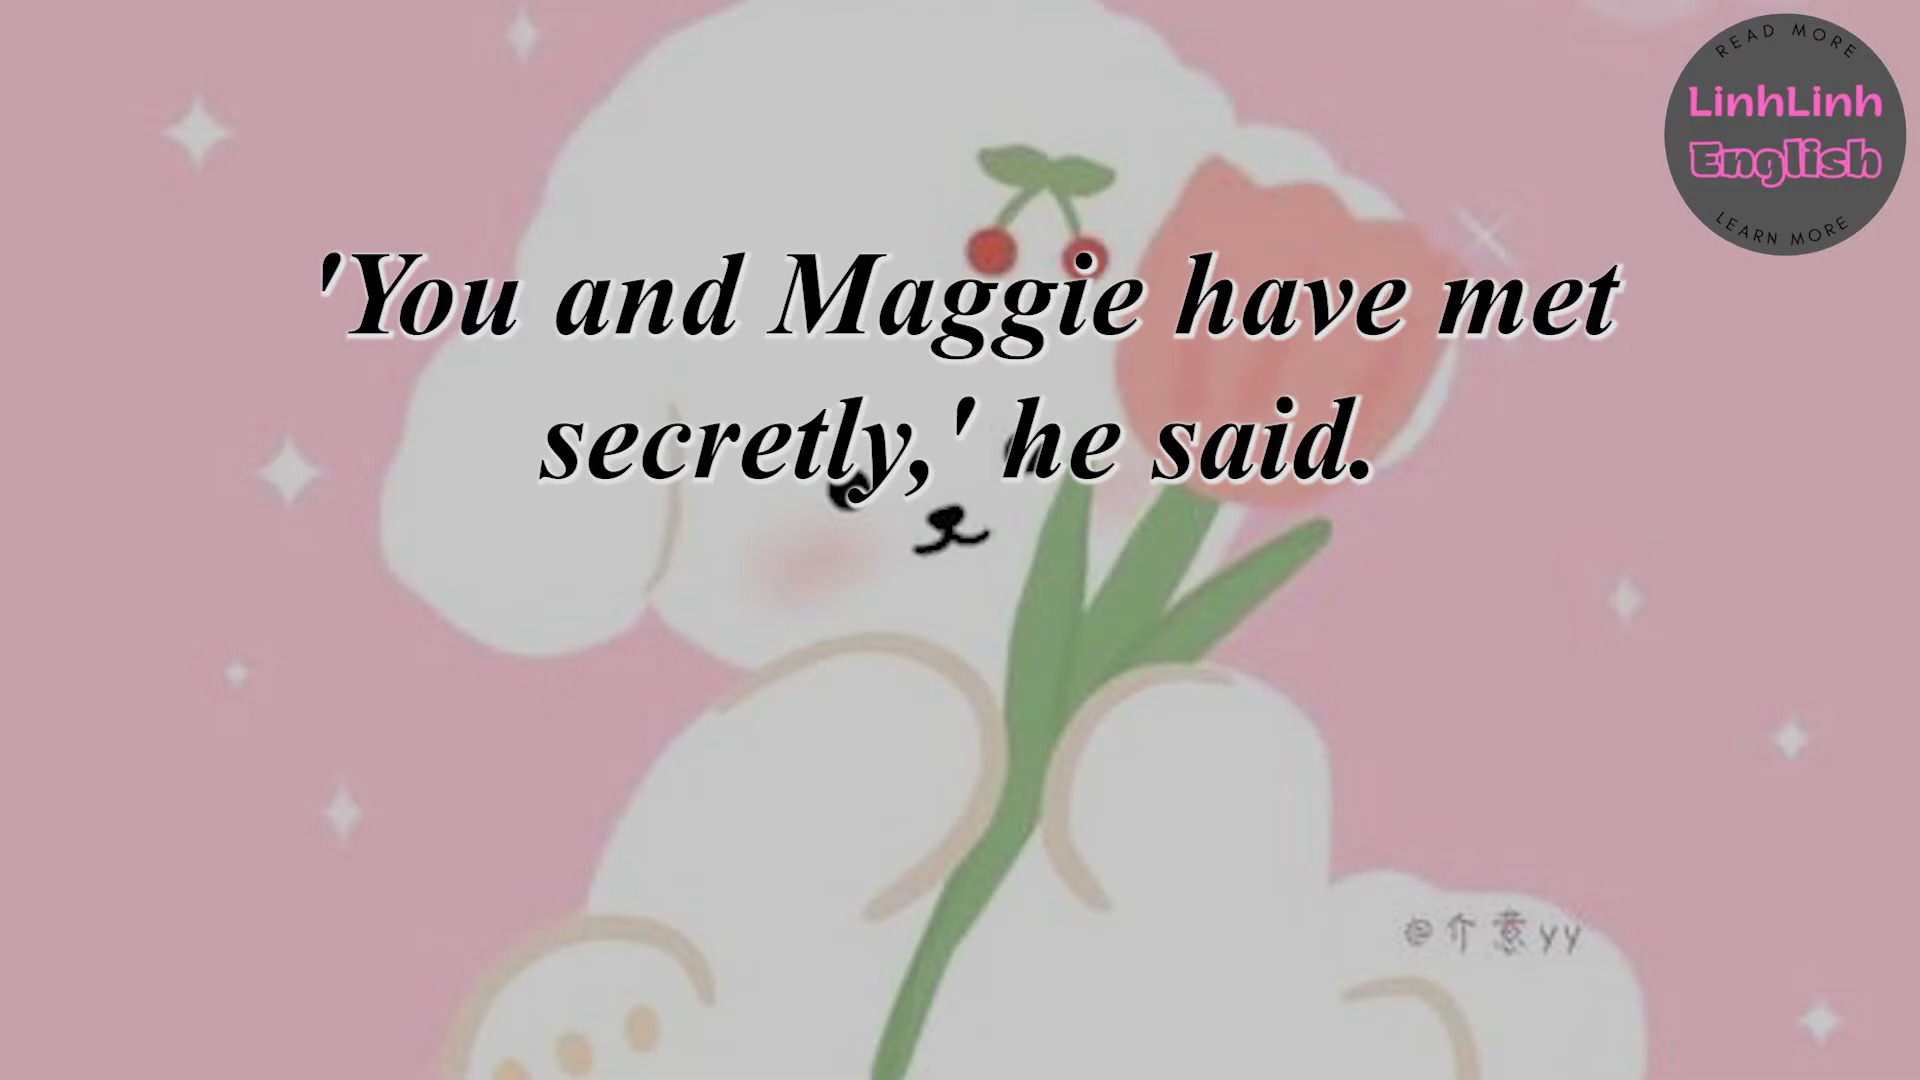 READ MORE
LinhLinh
English
LEARN MORE
'You and Maggie have met
secretly,' he said.
@介意yy